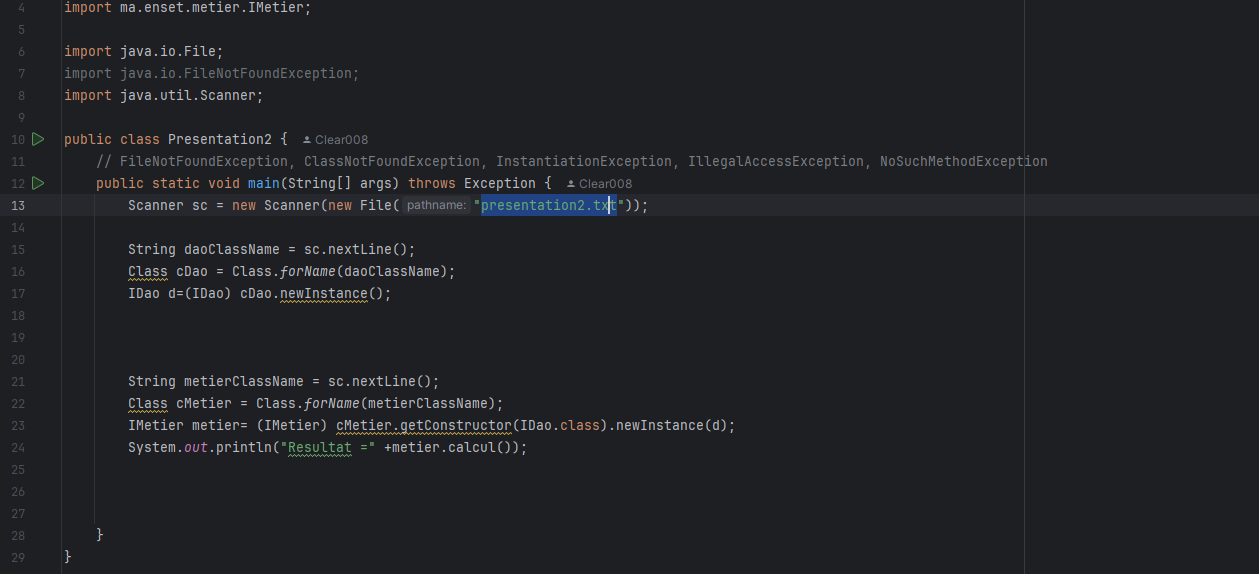 4 import ma.enset.metier.IMetier;
5
6 import java.io.File;
7 import java.io.FileNotFoundException;
8 import java.util.Scanner;
9
10 public class Presentation2 { Clear008
11 // FileNotFoundException, ClassNotFoundException, InstantiationException, IllegalAccessException, NoSuchMethodException
12 public static void main(String[] args) throws Exception { Clear008
13 Scanner sc = new Scanner(new File( pathname: "presentation2.txt"));
14
15 String daoClassName = sc.nextLine();
16 Class cDao = Class.forName(daoClassName);
17 IDao d=(IDao) cDao.newInstance();
18
19
20
21 String metierClassName = sc.nextLine();
22 Class cMetier = Class.forName(metierClassName);
23 IMetier metier= (IMetier) cMetier.getConstructor(IDao.class).newInstance(d);
24 System.out.println("Resultat =" +metier.calcul());
25
26
27
28 }
29 }